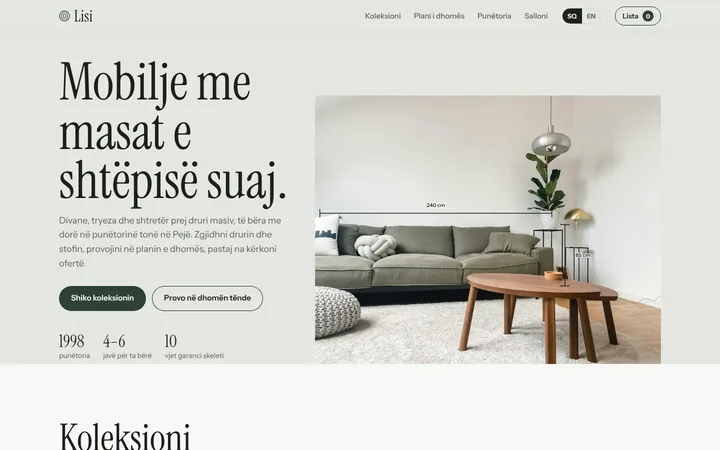 Lisi
Koleksioni Plani i dhomës Punëtoria Salloni SQ EN Lista 0
Mobilje me
masat e
shtëpisë suaj.
Divane, tryeza dhe shtretër prej druri masiv, të bëra me
dorë në punëtorinë tonë në Pejë. Zgjidhni drurin dhe
stofin, provojini në planin e dhomës, pastaj na kërkoni
ofertë.
Shiko koleksionin Provo në dhomën tënde
1998 4–6 10
punëtoria javë për ta bërë vjet garanci skeleti
240 cm
85 cm
Koleksioni